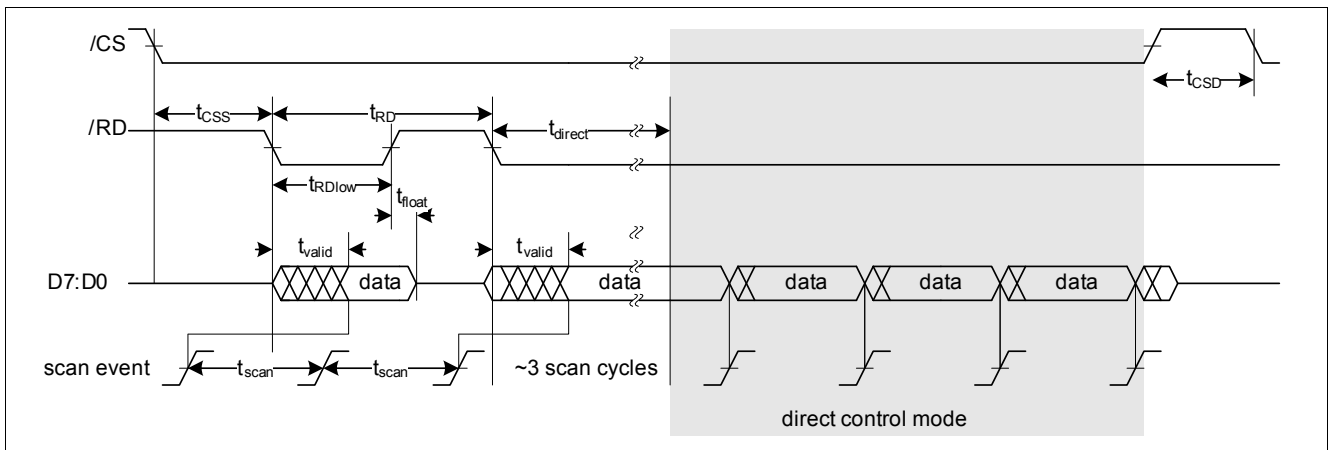 /CS
tCSD
tCSS
tRD
/RD
tdirect
tRDlow
tfloat
tvalid
tvalid
D7:D0
data
data
data
data
data
scan event
tscan
tscan
~3 scan cycles
direct control mode